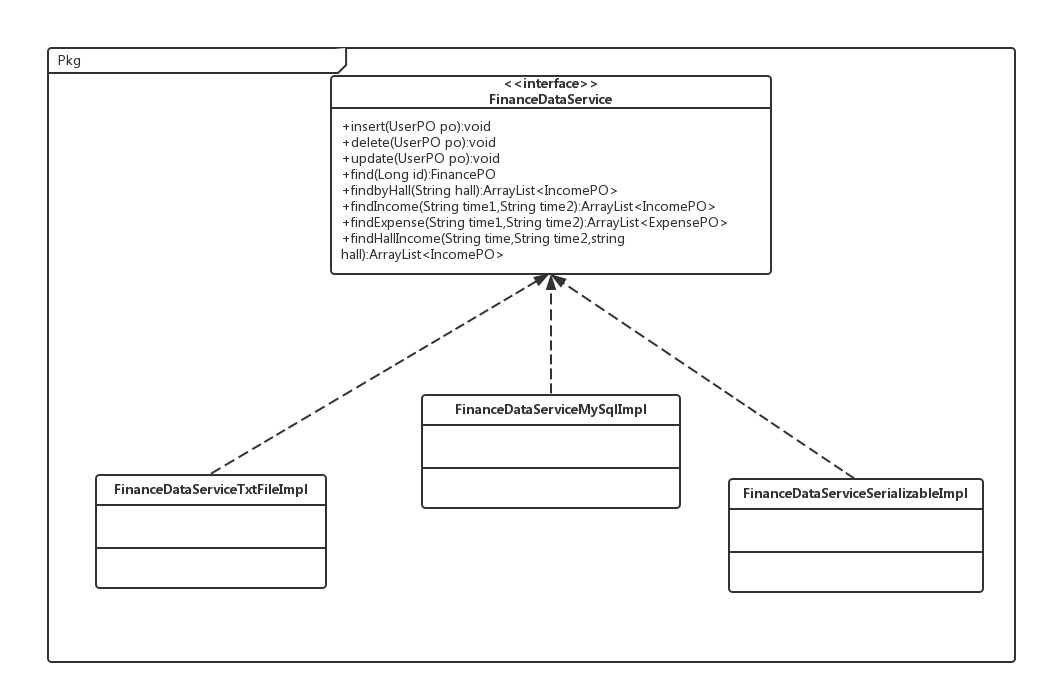 Pkg
<<interface>>
FinanceDataService
+insert(UserPO po):void
+delete(UserPO po):void
+update(UserPO po):void
+find(Long id):FinancePO
+findbyHall(String hall):ArrayList<IncomePO>
+findIncome(String time1,String time2):ArrayList<IncomePO>
+findExpense(String time1,String time2):ArrayList<ExpensePO>
+findHallIncome(String time,String time2,string
hall):ArrayList<IncomePO>
FinanceDataServiceMySqlImpl
FinanceDataServiceTxtFileImpl
FinanceDataServiceSerializableImpl